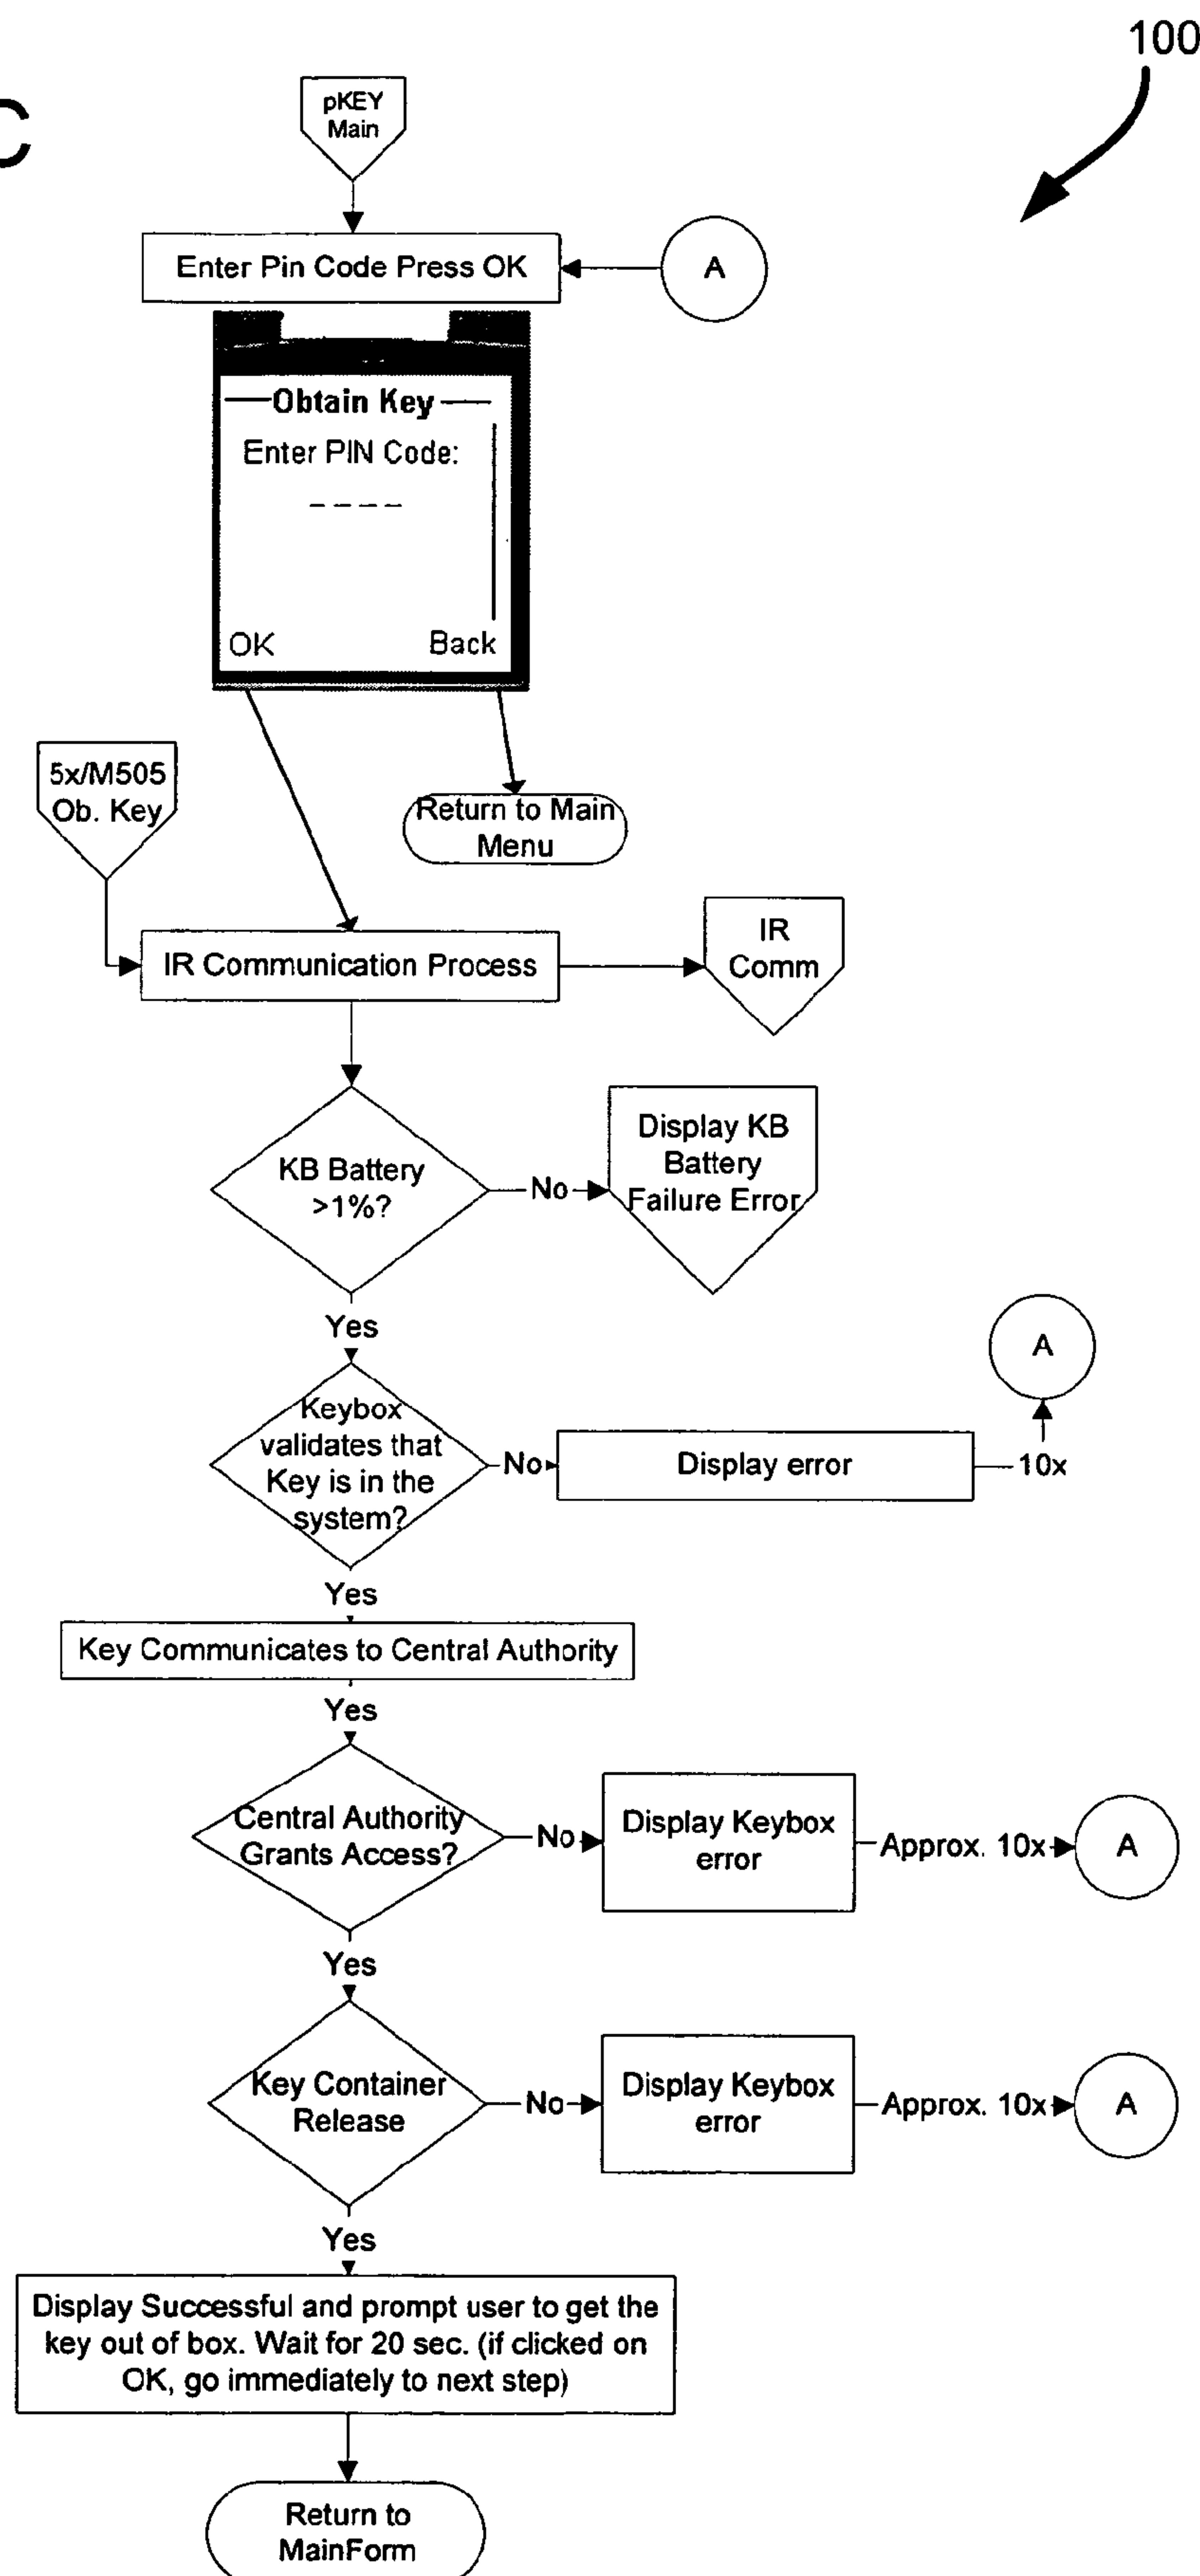 100
C
pKEY
Main
Enter Pin Code Press OK
A
Obtain Key
Enter PIN Code:
_ _ _ _
OK
Back
5x/M505
Ob. Key
Return to Main
Menu
IR Communication Process
IR
Comm
KB Battery
>1%?
No
Display KB
Battery
Failure Error
Yes
A
Keybox
validates that
Key is in the
system?
No
Display error
10x
Yes
Key Communicates to Central Authority
Yes
Central Authority
Grants Access?
No
Display Keybox
error
Approx. 10x
A
Yes
Key Container
Release
No
Display Keybox
error
Approx. 10x
A
Yes
Display Successful and prompt user to get the
key out of box. Wait for 20 sec. (if clicked on
OK, go immediately to next step)
Return to
MainForm